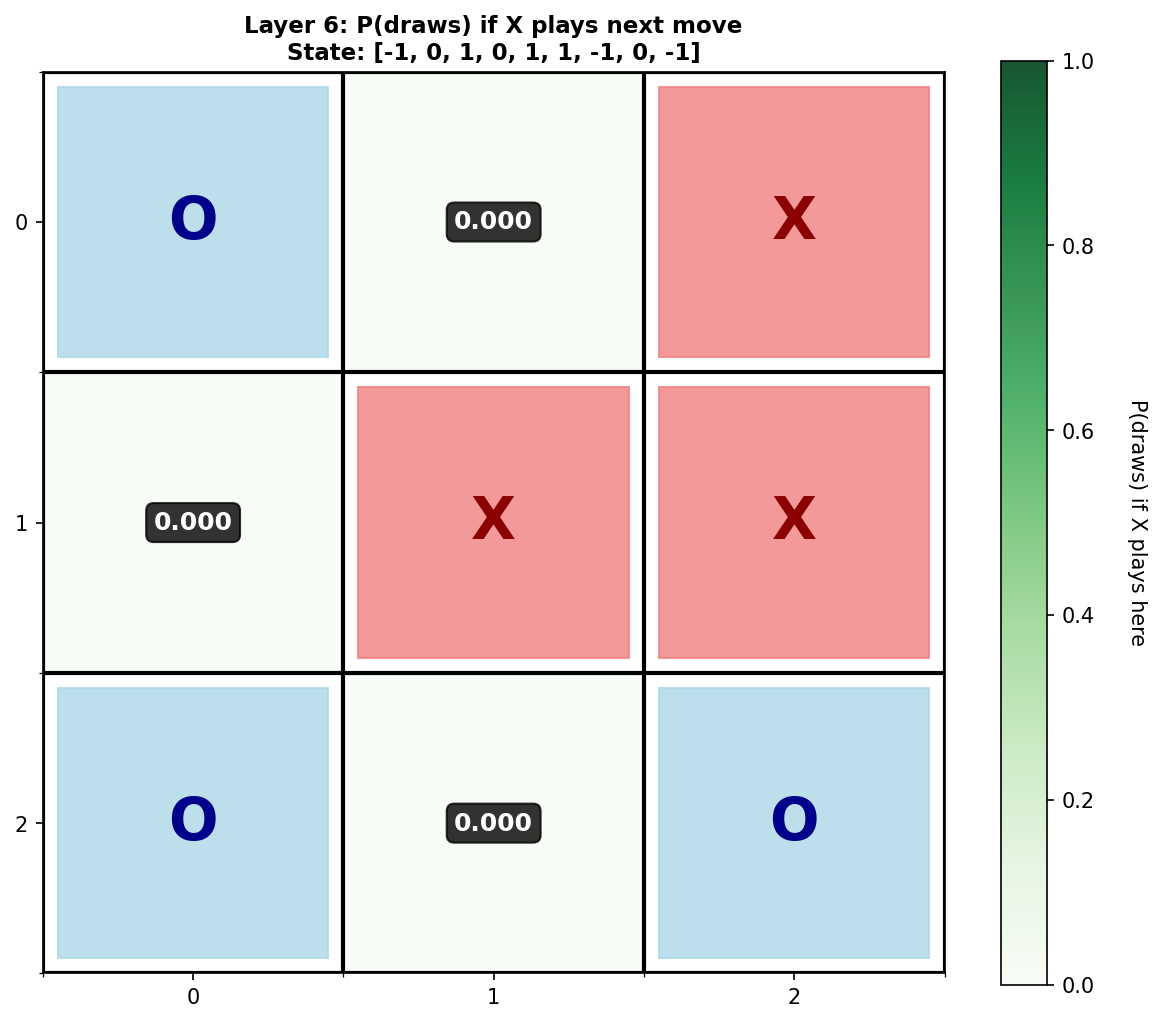 Layer 6: P(draws) if X plays next move
State: [-1, 0, 1, 0, 1, 1, -1, 0, -1]
O
0.000
X
0.000
X
X
O
0.000
O
0
1
2
0
1
2
1.0
0.8
0.6
0.4
0.2
0.0
P(draws) if X plays here